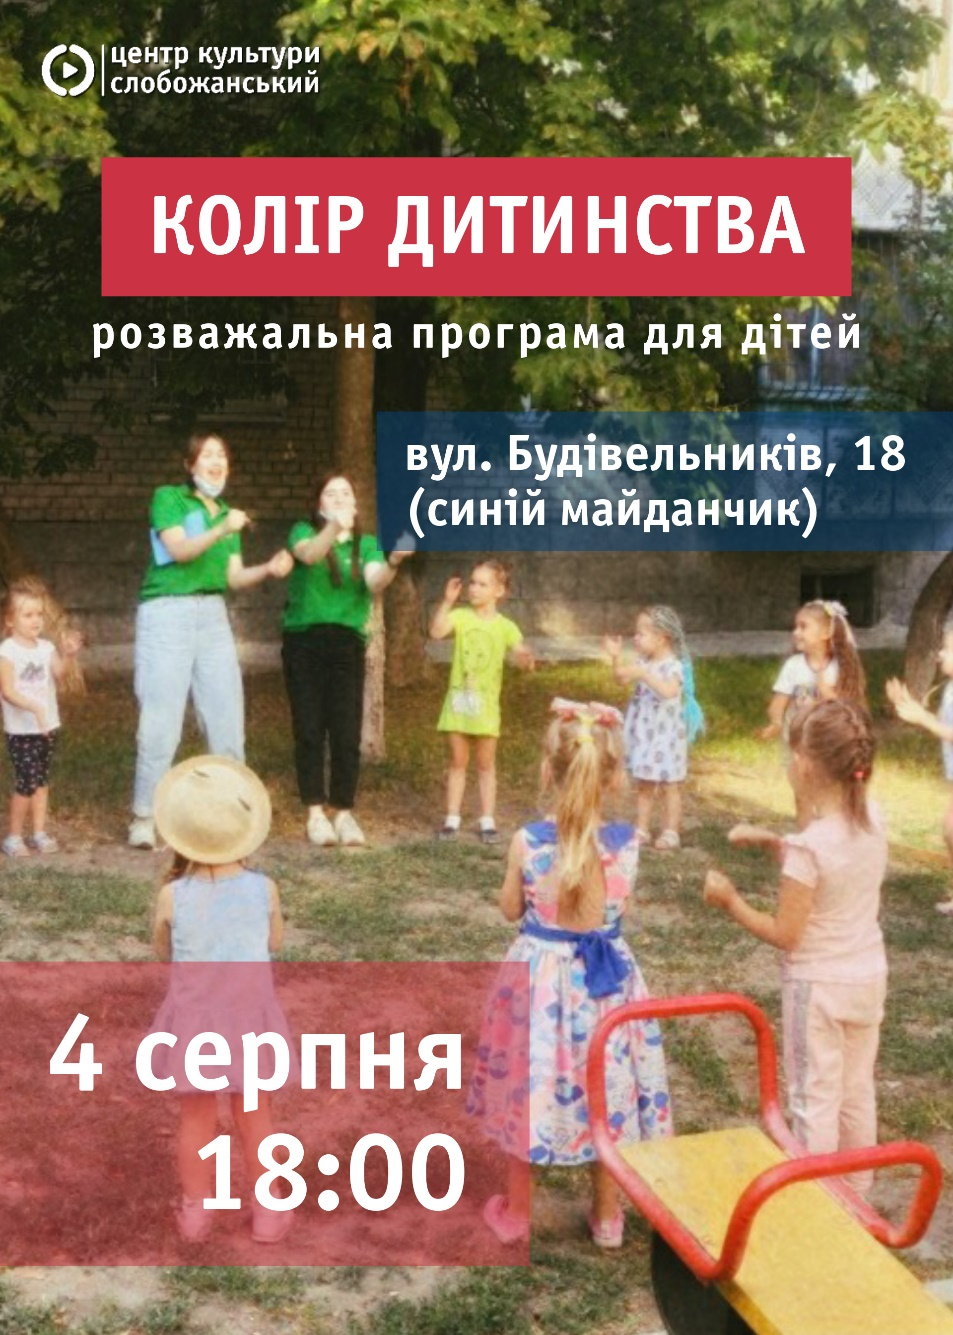 центр культури
слобожанський
КОЛІР ДИТИНСТВА
розважальна програма для дітей
вул. Будівельників, 18
(синій майданчик)
4 серпня
18:00